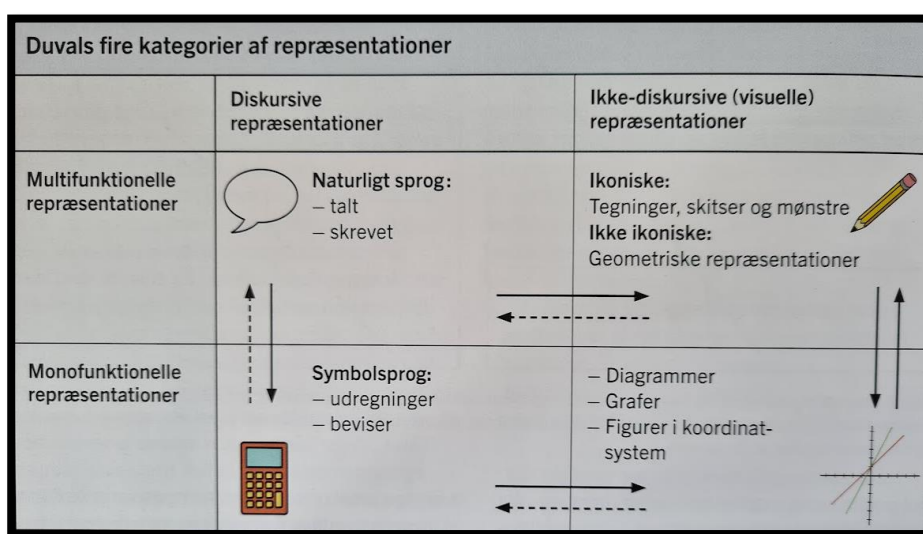 Duvals fire kategorier af repræsentationer
Diskursive
repræsentationer
Ikke-diskursive (visuelle)
repræsentationer
Multifunktionelle
repræsentationer
Naturligt sprog:
– talt
– skrevet
Ikoniske:
Tegninger, skitser og mønstre
Ikke ikoniske:
Geometriske repræsentationer
Monofunktionelle
repræsentationer
Symbolsprog:
– udregninger
– beviser
– Diagrammer
– Grafer
– Figurer i koordinat-
system